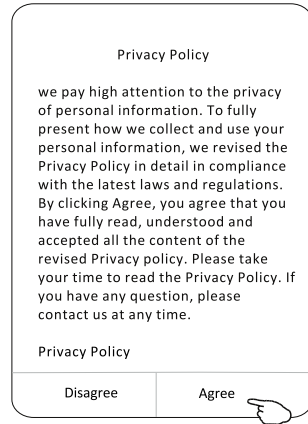 Privacy Policy
we pay high attention to the privacy
of personal information. To fully
present how we collect and use your
personal information, we revised the
Privacy Policy in detail in compliance
with the latest laws and regulations.
By clicking Agree, you agree that you
have fully read, understood and
accepted all the content of the
revised Privacy policy. Please take
your time to read the Privacy Policy. If
you have any question, please
contact us at any time.
Privacy Policy
Disagree Agree